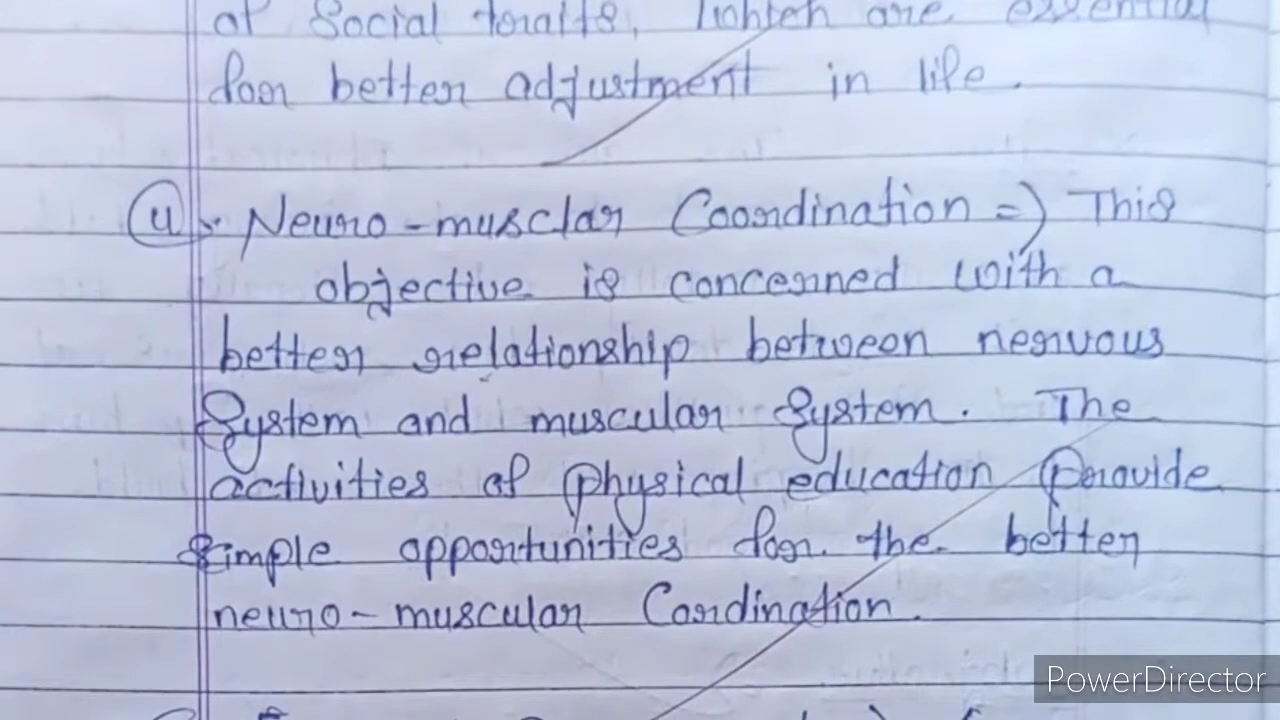 of Social traits, which are essential
for better adjustment in life.
④ Neuro-musclar Coordination => This
objective is concerned with a
better relationship between nervous
System and muscular System. The
activities of physical education Provide
Simple opportunities for the better
neuro-muscular Cordination.
PowerDirector